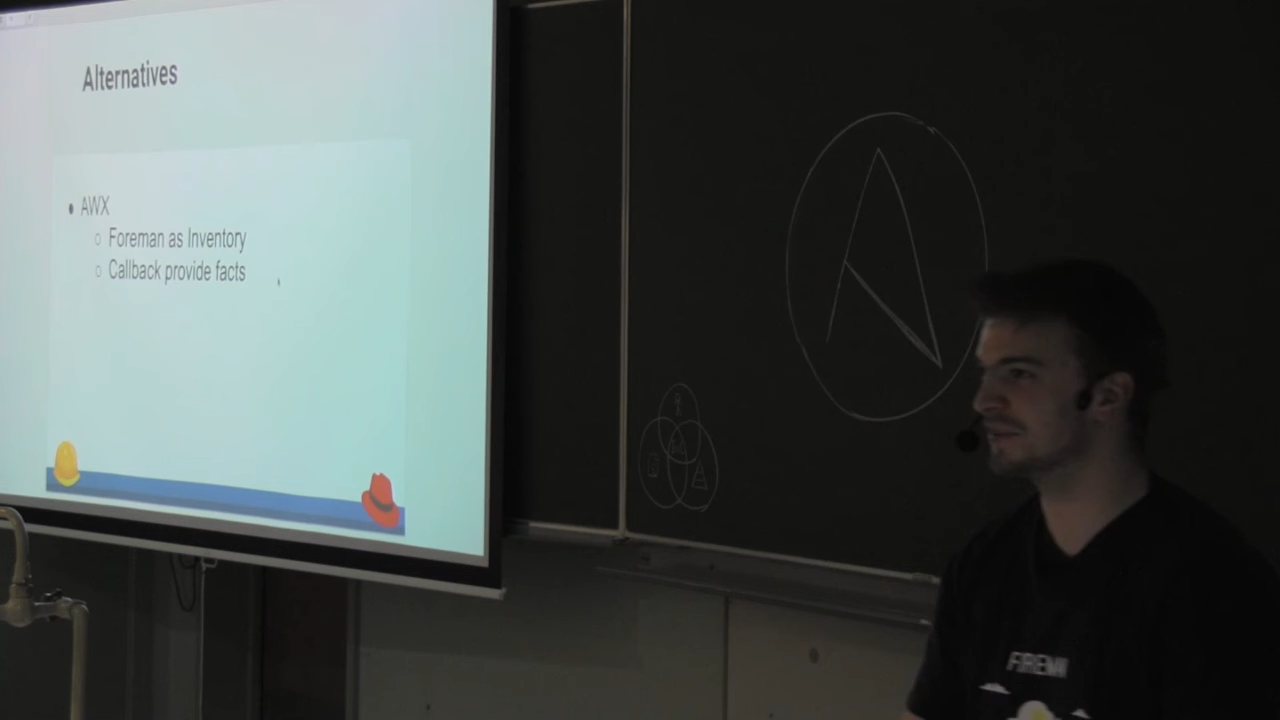 Alternatives
AWX
Foreman as Inventory
Callback provide facts